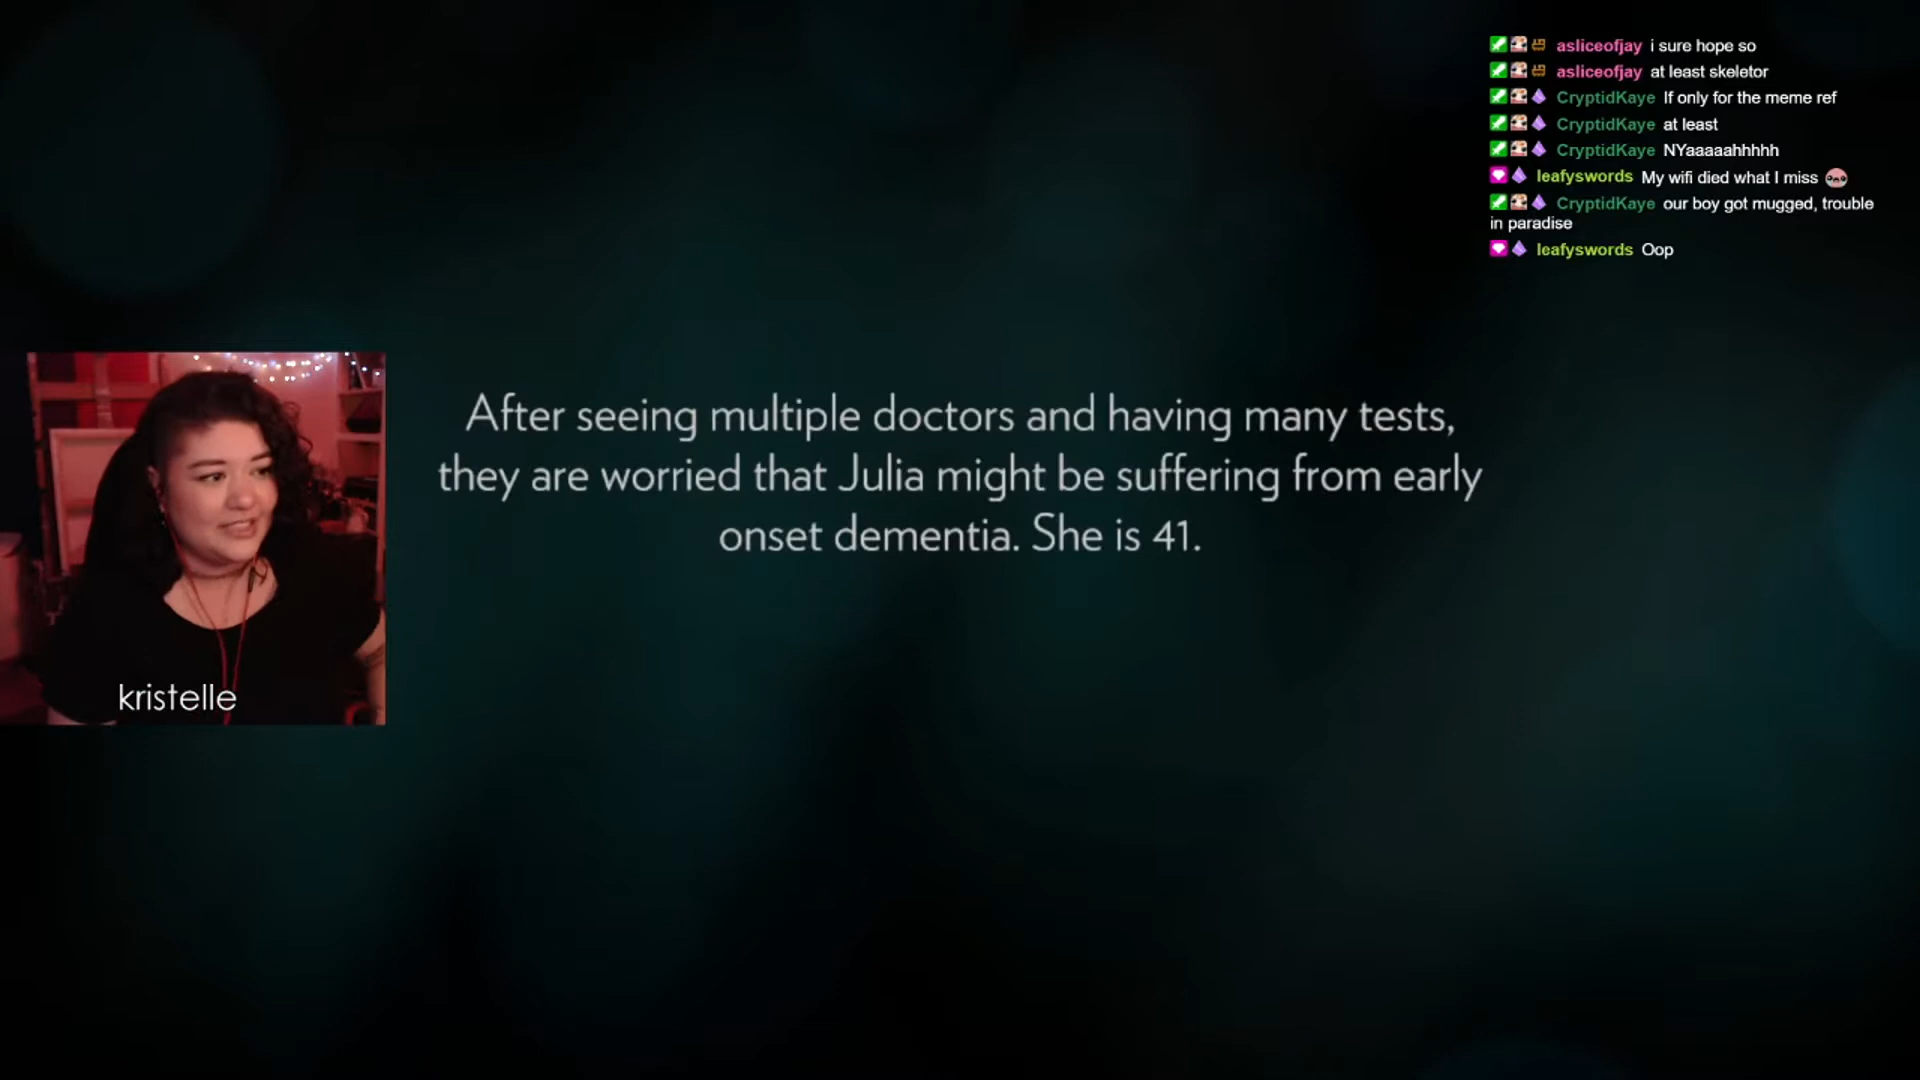 asliceofjay i sure hope so
asliceofjay at least skeletor
CryptidKaye If only for the meme ref
CryptidKaye at least
CryptidKaye NYaaaaahhhhh
leafyswords My wifi died what I miss
CryptidKaye our boy got mugged, trouble
in paradise
leafyswords Oop
After seeing multiple doctors and having many tests,
they are worried that Julia might be suffering from early
onset dementia. She is 41.
kristelle